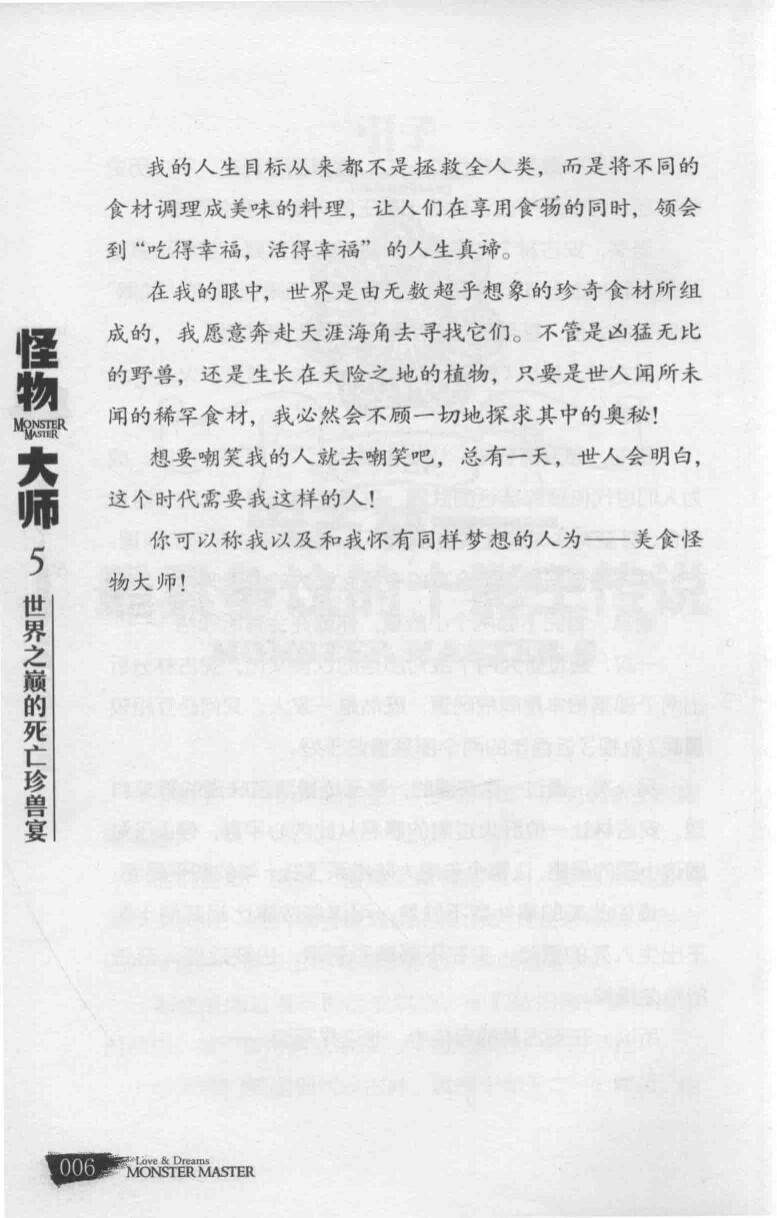 我的人生目标从来都不是拯救全人类，而是将不同的
食材调理成美味的料理，让人们在享用食物的同时，领会
到“吃得幸福，活得幸福”的人生真谛。
在我的眼中，世界是由无数超乎想象的珍奇食材所组
成的，我愿意奔赴天涯海角去寻找它们。不管是凶猛无比
的野兽，还是生长在天险之地的植物，只要是世人闻所未
闻的稀罕食材，我必然会不顾一切地探求其中的奥秘！
想要嘲笑我的人就去嘲笑吧，总有一天，世人会明白，
这个时代需要我这样的人！
你可以称我以及和我怀有同样梦想的人为——美食怪
物大师！
怪物
MONSTER
MASTER
大师
5
世界之巅的死亡珍兽宴
006
Love & Dreams
MONSTER MASTER